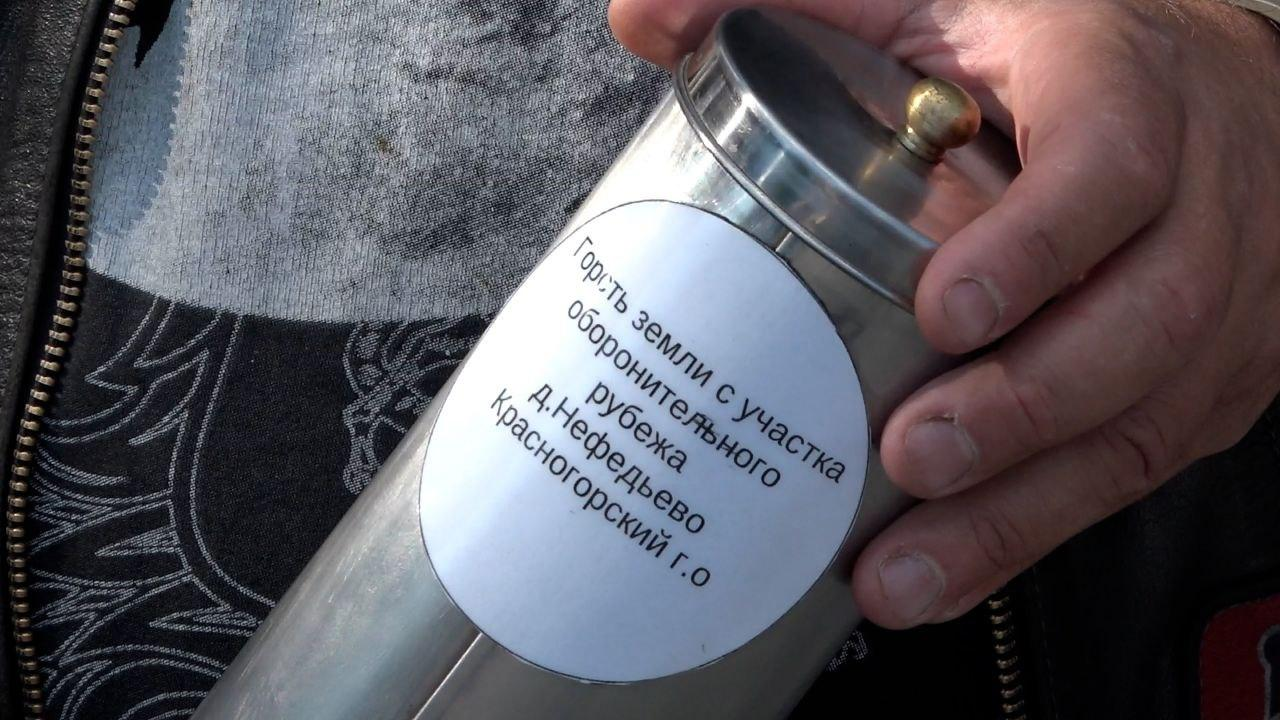 Горсть земли с участка
оборонительного
рубежа
д.Нефедьево
Красногорский г.о